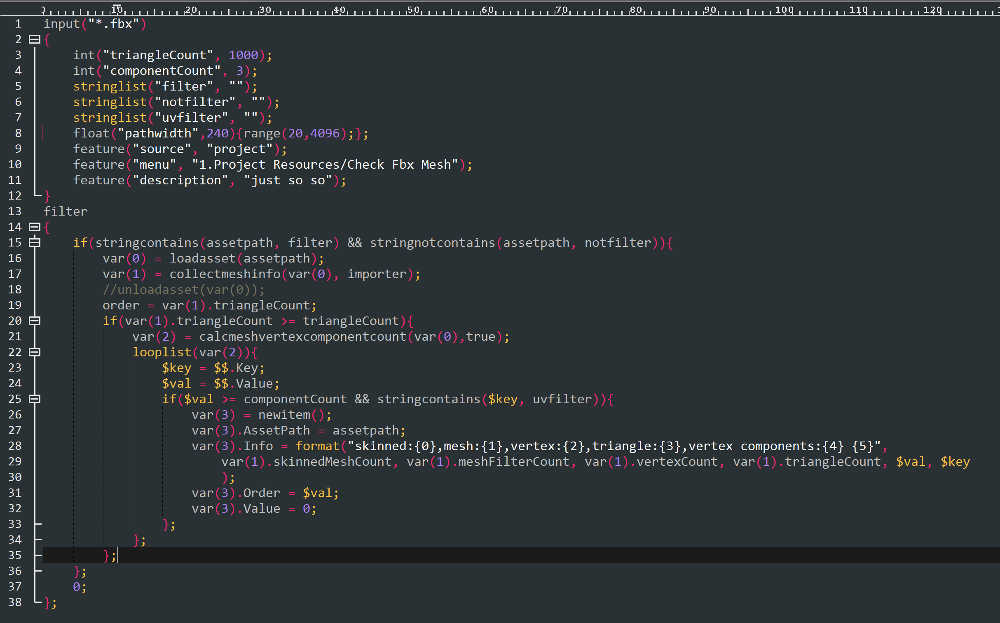 0 10 20 30 40 50 60 70 80 90 100 110 120 1
1 input("*.fbx")
2 {
3     int("triangleCount", 1000);
4     int("componentCount", 3);
5     stringlist("filter", "");
6     stringlist("notfilter", "");
7     stringlist("uvfilter", "");
8     float("pathwidth",240){range(20,4096);};
9     feature("source", "project");
10     feature("menu", "1.Project Resources/Check Fbx Mesh");
11     feature("description", "just so so");
12 }
13 filter
14 {
15     if(stringcontains(assetpath, filter) && stringnotcontains(assetpath, notfilter)){
16         var(0) = loadasset(assetpath);
17         var(1) = collectmeshinfo(var(0), importer);
18         //unloadasset(var(0));
19         order = var(1).triangleCount;
20         if(var(1).triangleCount >= triangleCount){
21             var(2) = calcmeshvertexcomponentcount(var(0),true);
22             looplist(var(2)){
23                 $key = $$.Key;
24                 $val = $$.Value;
25                 if($val >= componentCount && stringcontains($key, uvfilter)){
26                     var(3) = newitem();
27                     var(3).AssetPath = assetpath;
28                     var(3).Info = format("skinned:{0},mesh:{1},vertex:{2},triangle:{3},vertex components:{4} {5}",
29                         var(1).skinnedMeshCount, var(1).meshFilterCount, var(1).vertexCount, var(1).triangleCount, $val, $key
30                         );
31                     var(3).Order = $val;
32                     var(3).Value = 0;
33                 };
34             };
35         };
36     };
37     0;
38 };